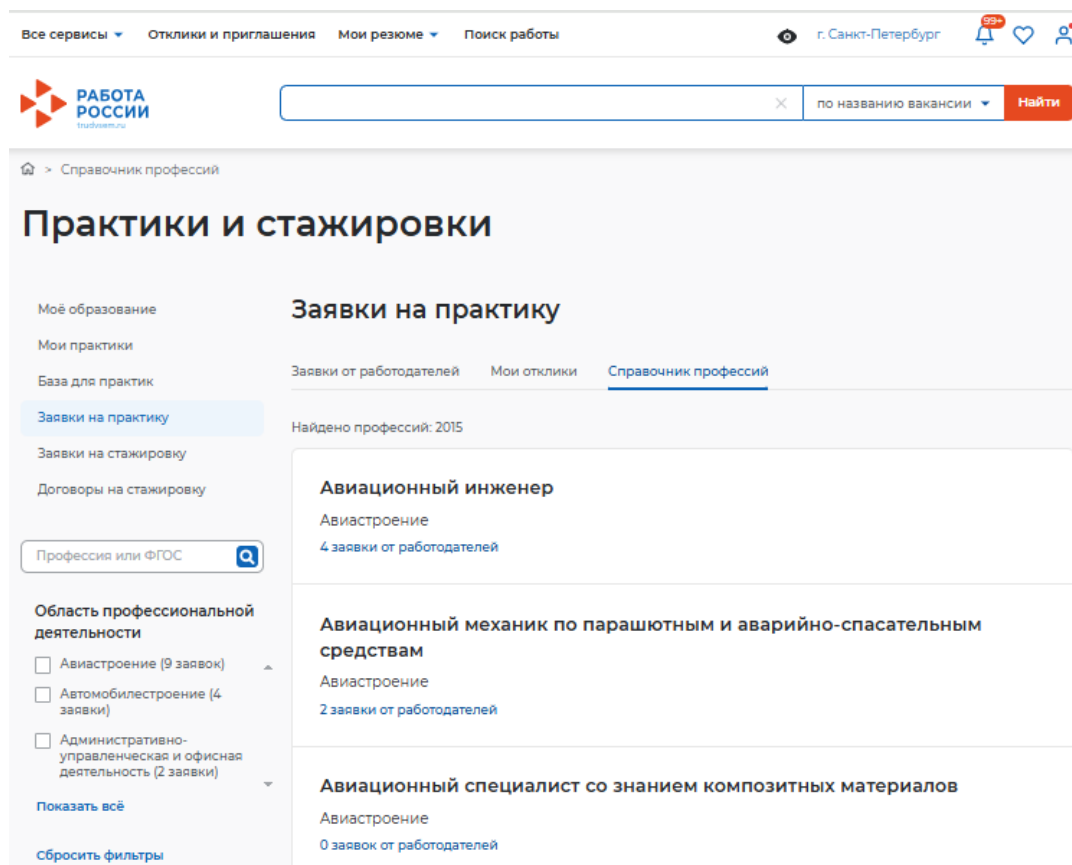 Все сервисы Отклики и приглашения Мои резюме Поиск работы г. Санкт-Петербург 99+
РАБОТА
РОССИИ
trudvsem.ru
по названию вакансии Найти
> Справочник профессий
Практики и стажировки
Моё образование
Мои практики
База для практик
Заявки на практику
Заявки на стажировку
Договоры на стажировку
Профессия или ФГОС
Область профессиональной
деятельности
Авиастроение (9 заявок)
Автомобилестроение (4
заявки)
Административно-
управленческая и офисная
деятельность (2 заявки)
Показать всё
Сбросить фильтры
Заявки на практику
Заявки от работодателей Мои отклики Справочник профессий
Найдено профессий: 2015
Авиационный инженер
Авиастроение
4 заявки от работодателей
Авиационный механик по парашютным и аварийно-спасательным
средствам
Авиастроение
2 заявки от работодателей
Авиационный специалист со знанием композитных материалов
Авиастроение
0 заявок от работодателей